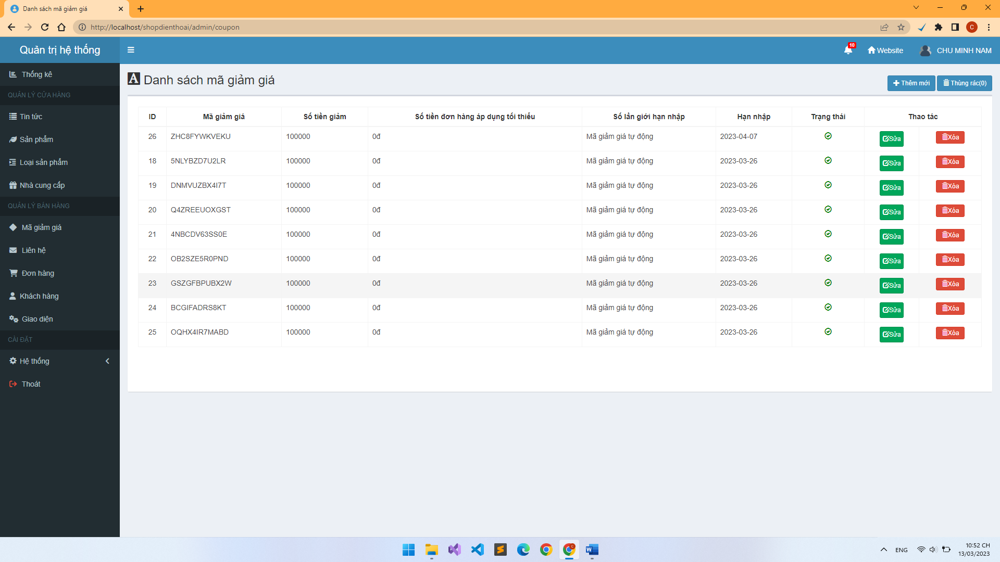 Danh sách mã giảm giá
http://localhost/shopdienthoai/admin/coupon
C
Quản trị hệ thống
10
Website
CHU MINH NAM
Thống kê
QUẢN LÝ CỬA HÀNG
Tin tức
Sản phẩm
Loại sản phẩm
Nhà cung cấp
QUẢN LÝ BÁN HÀNG
Mã giảm giá
Liên hệ
Đơn hàng
Khách hàng
Giao diện
CÀI ĐẶT
Hệ thống
Thoát
A Danh sách mã giảm giá
Thêm mới Thùng rác(0)
ID Mã giảm giá Số tiền giảm Số tiền đơn hàng áp dụng tối thiểu Số lần giới hạn nhập Hạn nhập Trạng thái Thao tác
26 ZHC8FYWKVEKU 100000 0đ Mã giảm giá tự động 2023-04-07 Sửa Xóa
18 5NLYBZD7U2LR 100000 0đ Mã giảm giá tự động 2023-03-26 Sửa Xóa
19 DNMVUZBX4I7T 100000 0đ Mã giảm giá tự động 2023-03-26 Sửa Xóa
20 Q4ZREEUOXGST 100000 0đ Mã giảm giá tự động 2023-03-26 Sửa Xóa
21 4NBCDV63SS0E 100000 0đ Mã giảm giá tự động 2023-03-26 Sửa Xóa
22 OB2SZE5R0PND 100000 0đ Mã giảm giá tự động 2023-03-26 Sửa Xóa
23 GSZGFBPUBX2W 100000 0đ Mã giảm giá tự động 2023-03-26 Sửa Xóa
24 BCGIFADRS8KT 100000 0đ Mã giảm giá tự động 2023-03-26 Sửa Xóa
25 OQHX4IR7MABD 100000 0đ Mã giảm giá tự động 2023-03-26 Sửa Xóa
ENG
10:52 CH
13/03/2023